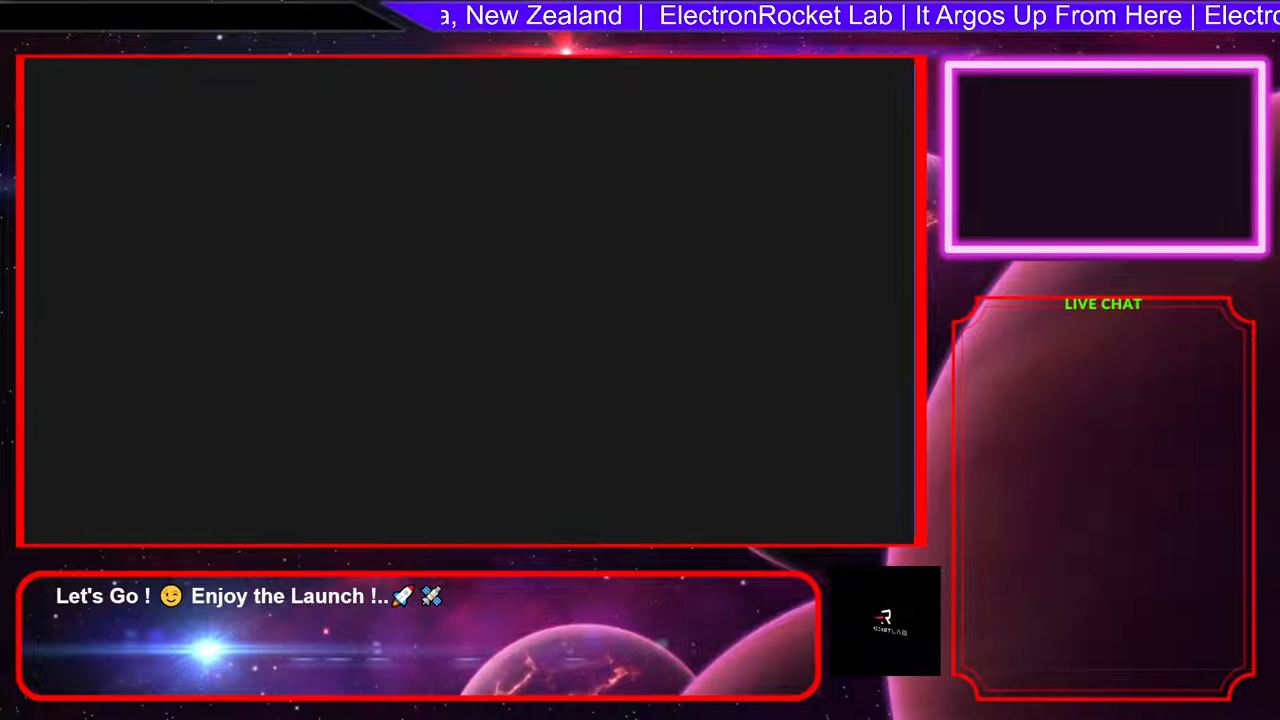 a, New Zealand | ElectronRocket Lab | It Argos Up From Here | Electro
LIVE CHAT
Let's Go ! 😉 Enjoy the Launch !..🚀 🛰️